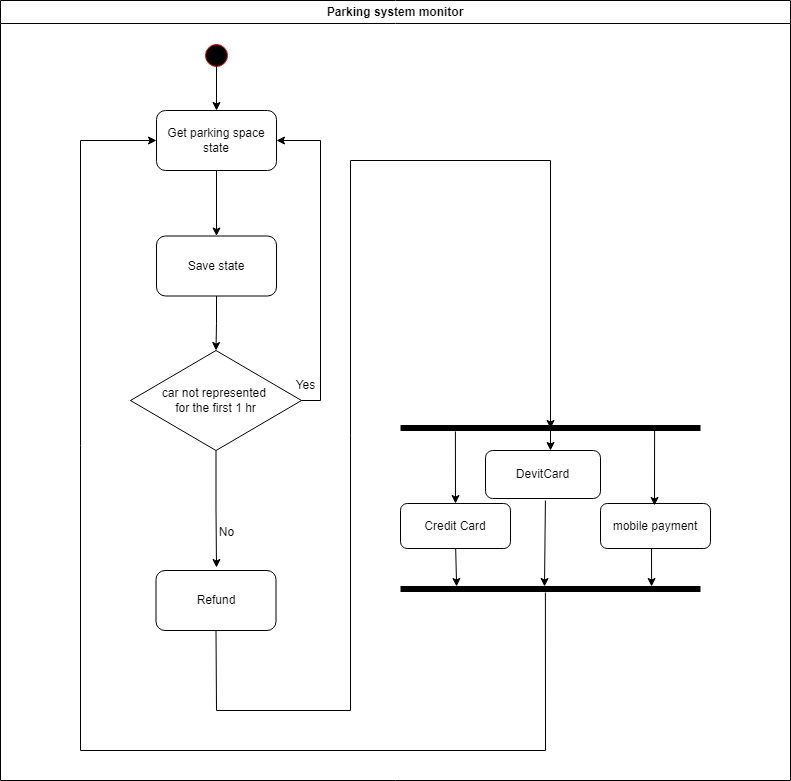 Parking system monitor
Get parking space
state
Save state
car not represented
for the first 1 hr
Yes
No
Refund
DevitCard
Credit Card
mobile payment